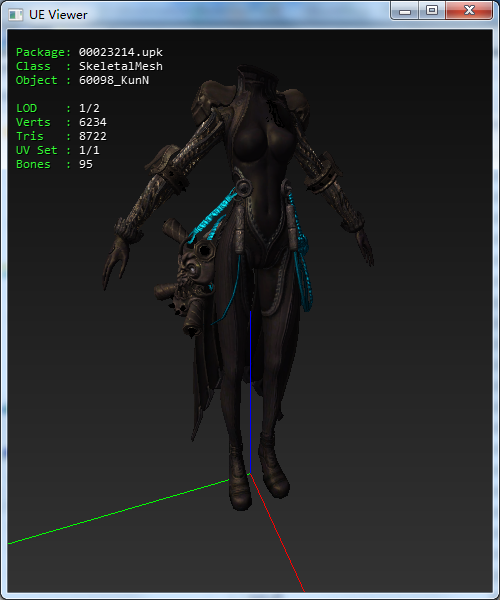 UE Viewer
Package: 00023214.upk
Class : SkeletalMesh
Object : 60098_KunN
LOD : 1/2
Verts : 6234
Tris : 8722
UV Set : 1/1
Bones : 95